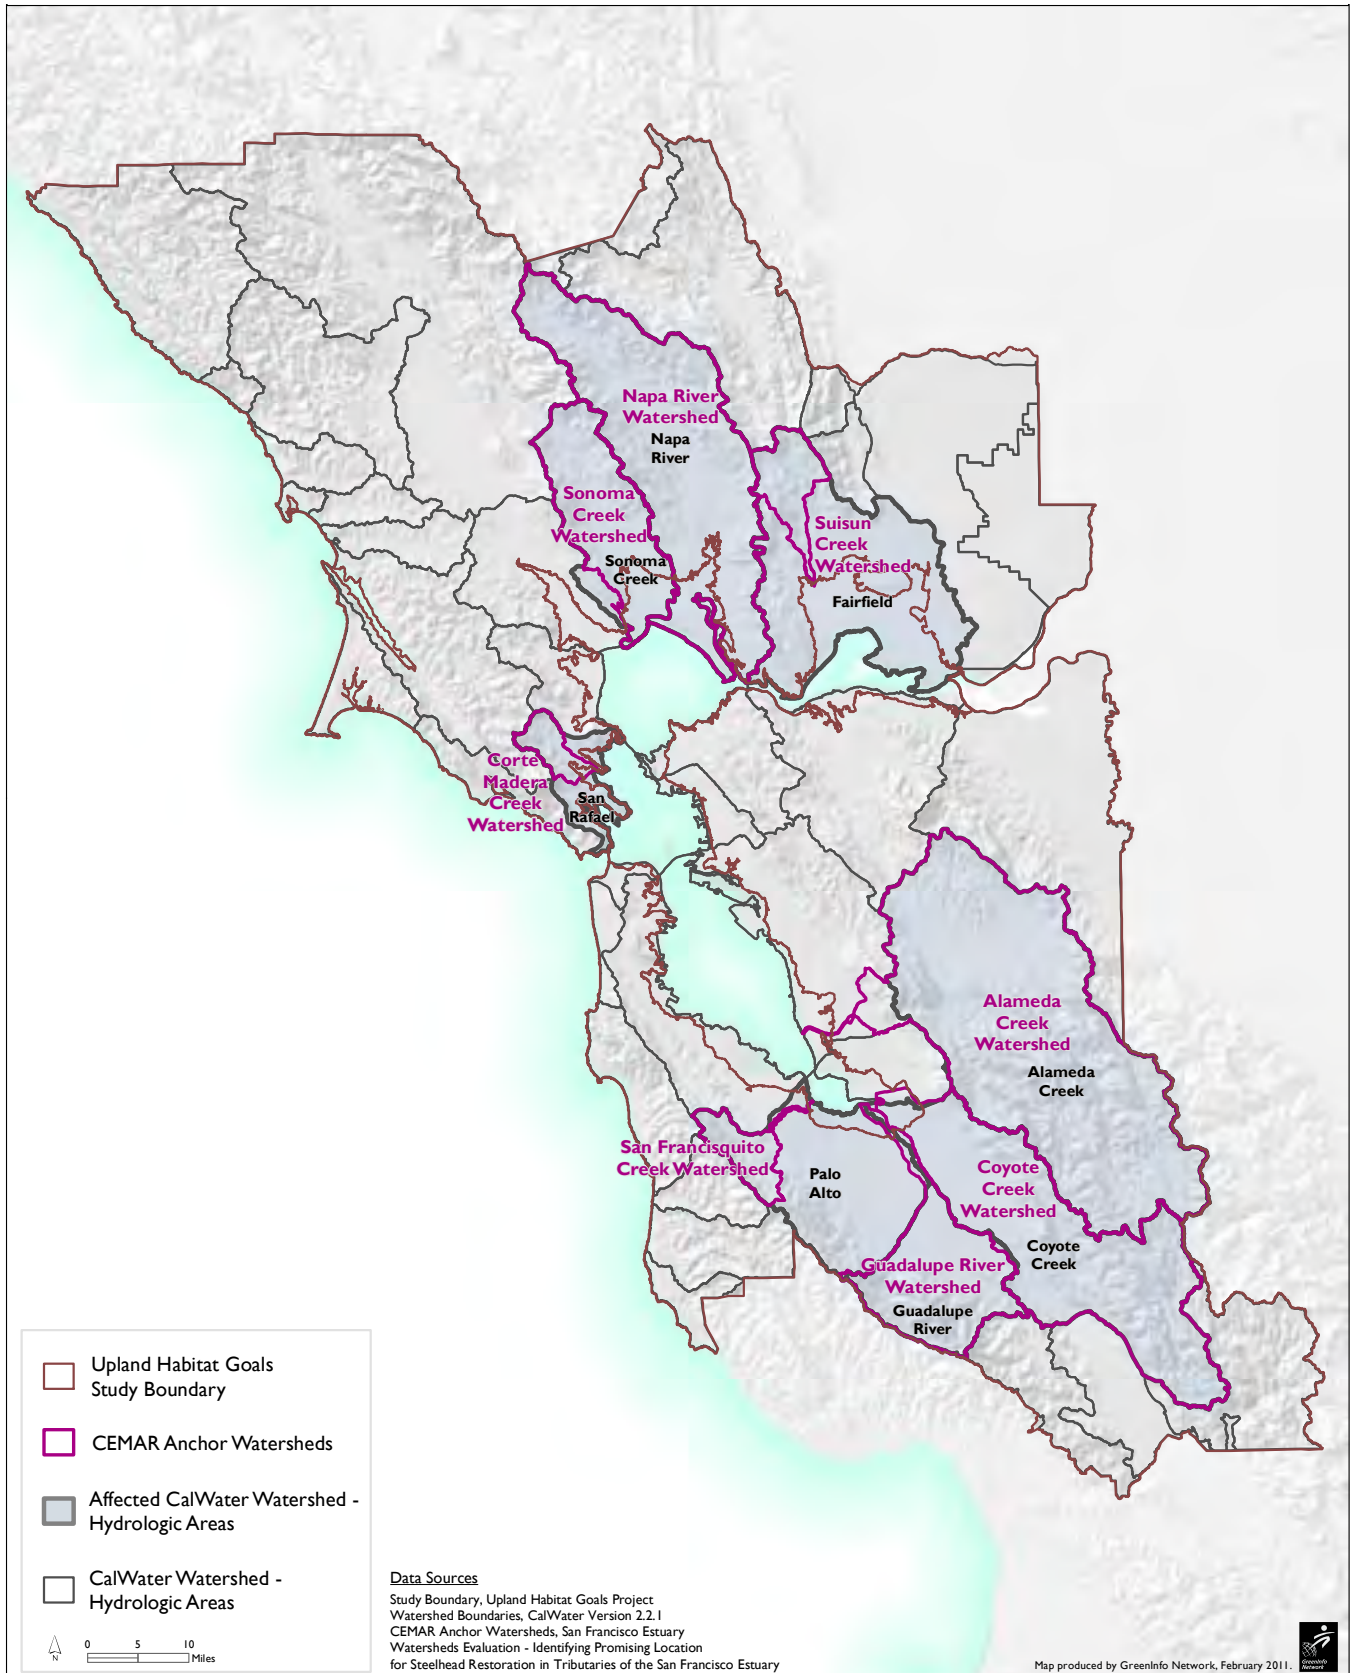 Napa River
Watershed
Napa
River
Sonoma
Creek
Watershed
Sonoma
Creek
Suisun
Creek
Watershed
Fairfield
Corte
Madera
Creek
Watershed
San
Rafael
Alameda
Creek
Watershed
Alameda
Creek
San Francisquito
Creek Watershed
Palo
Alto
Coyote
Creek
Watershed
Coyote
Creek
Guadalupe River
Watershed
Guadalupe
River
Upland Habitat Goals
Study Boundary
CEMAR Anchor Watersheds
Affected CalWater Watershed -
Hydrologic Areas
CalWater Watershed -
Hydrologic Areas
N
0 5 10
Miles
Data Sources
Study Boundary, Upland Habitat Goals Project
Watershed Boundaries, CalWater Version 2.2.1
CEMAR Anchor Watersheds, San Francisco Estuary
Watersheds Evaluation - Identifying Promising Location
for Steelhead Restoration in Tributaries of the San Francisco Estuary
Map produced by GreenInfo Network, February 2011.
GreenInfo
Network